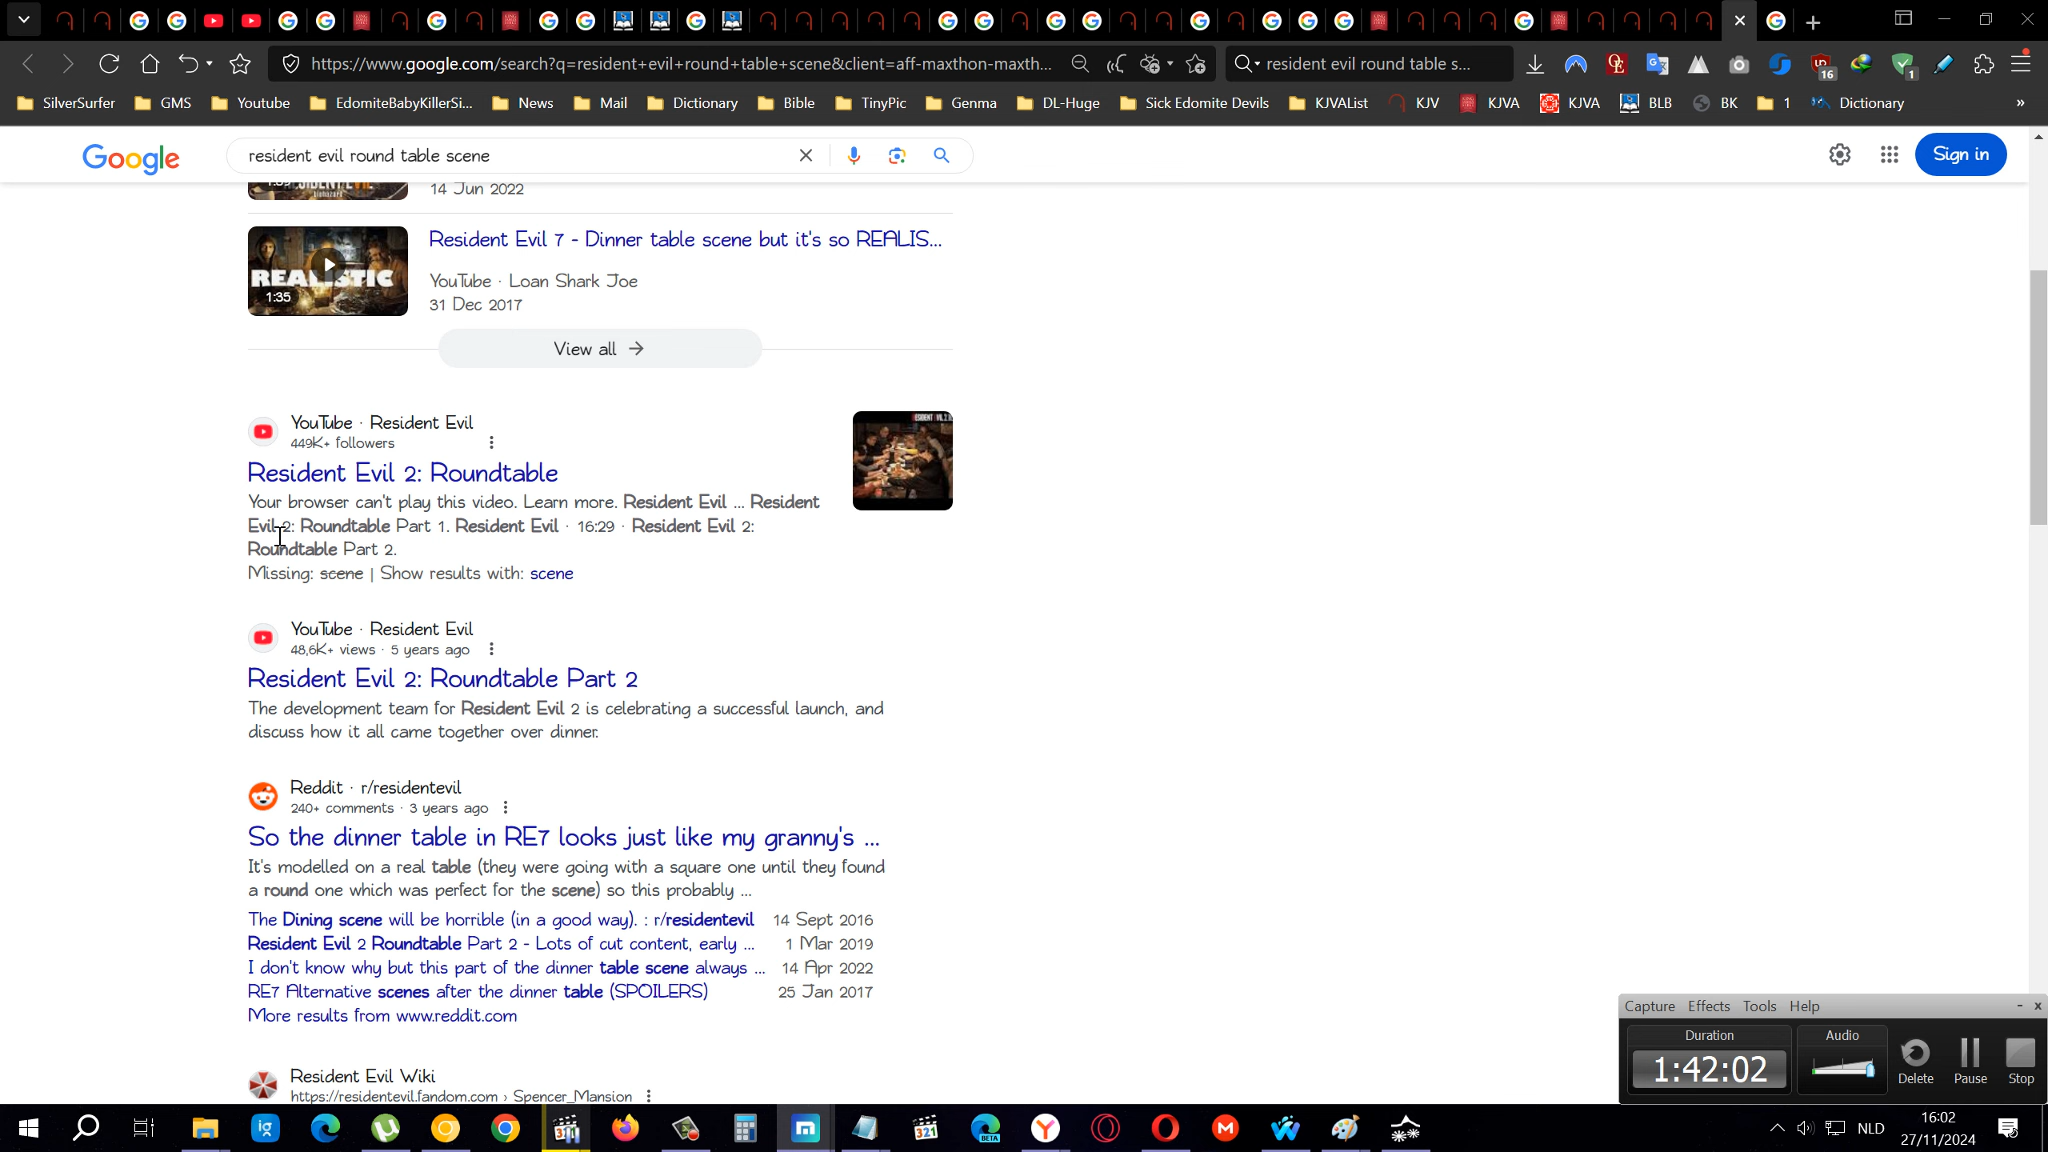 https://www.google.com/search?q=resident+evil+round+table+scene&client=aff-maxthon-maxth...
resident evil round table s...
16
1
SilverSurfer
GMS
Youtube
EdomiteBabyKillerSi...
News
Mail
Dictionary
Bible
TinyPic
Genma
DL-Huge
Sick Edomite Devils
KJVAList
KJV
KJVA
KJVA
BLB
BK
1
Dictionary
»
Google
resident evil round table scene
Sign in
14 Jun 2022
Resident Evil 7 - Dinner table scene but it's so REALIS...
REALISTIC
1:35
YouTube · Loan Shark Joe
31 Dec 2017
View all →
YouTube · Resident Evil
449K+ followers
Resident Evil 2: Roundtable
Your browser can't play this video. Learn more. Resident Evil ... Resident
Evil 2: Roundtable Part 1. Resident Evil · 16:29 · Resident Evil 2:
Roundtable Part 2.
Missing: scene | Show results with: scene
YouTube · Resident Evil
48,6K+ views · 5 years ago
Resident Evil 2: Roundtable Part 2
The development team for Resident Evil 2 is celebrating a successful launch, and
discuss how it all came together over dinner.
Reddit · r/residentevil
240+ comments · 3 years ago
So the dinner table in RE7 looks just like my granny's ...
It's modelled on a real table (they were going with a square one until they found
a round one which was perfect for the scene) so this probably ...
The Dining scene will be horrible (in a good way). : r/residentevil 14 Sept 2016
Resident Evil 2 Roundtable Part 2 - Lots of cut content, early ... 1 Mar 2019
I don't know why but this part of the dinner table scene always ... 14 Apr 2022
RE7 Alternative scenes after the dinner table (SPOILERS) 25 Jan 2017
More results from www.reddit.com
Resident Evil Wiki
https://residentevil.fandom.com › Spencer_Mansion
Capture Effects Tools Help
Duration
Audio
1:42:02
Delete
Pause
Stop
NLD
16:02
27/11/2024